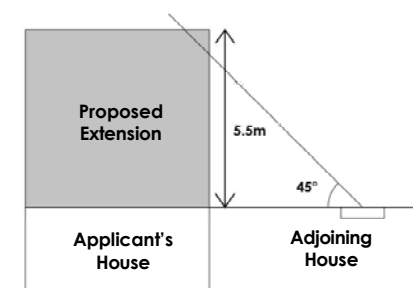 Proposed
Extension
5.5m
45°
Applicant's
House
Adjoining
House